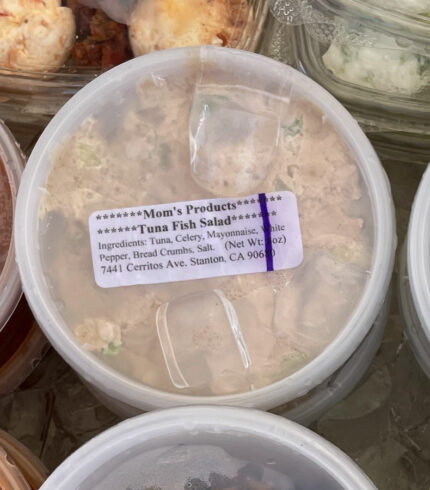 *******Mom's Products*******
******Tuna Fish Salad*******
Ingredients: Tuna, Celery, Mayonnaise, White
Pepper, Bread Crumbs, Salt. (Net Wt: oz)
7441 Cerritos Ave. Stanton, CA